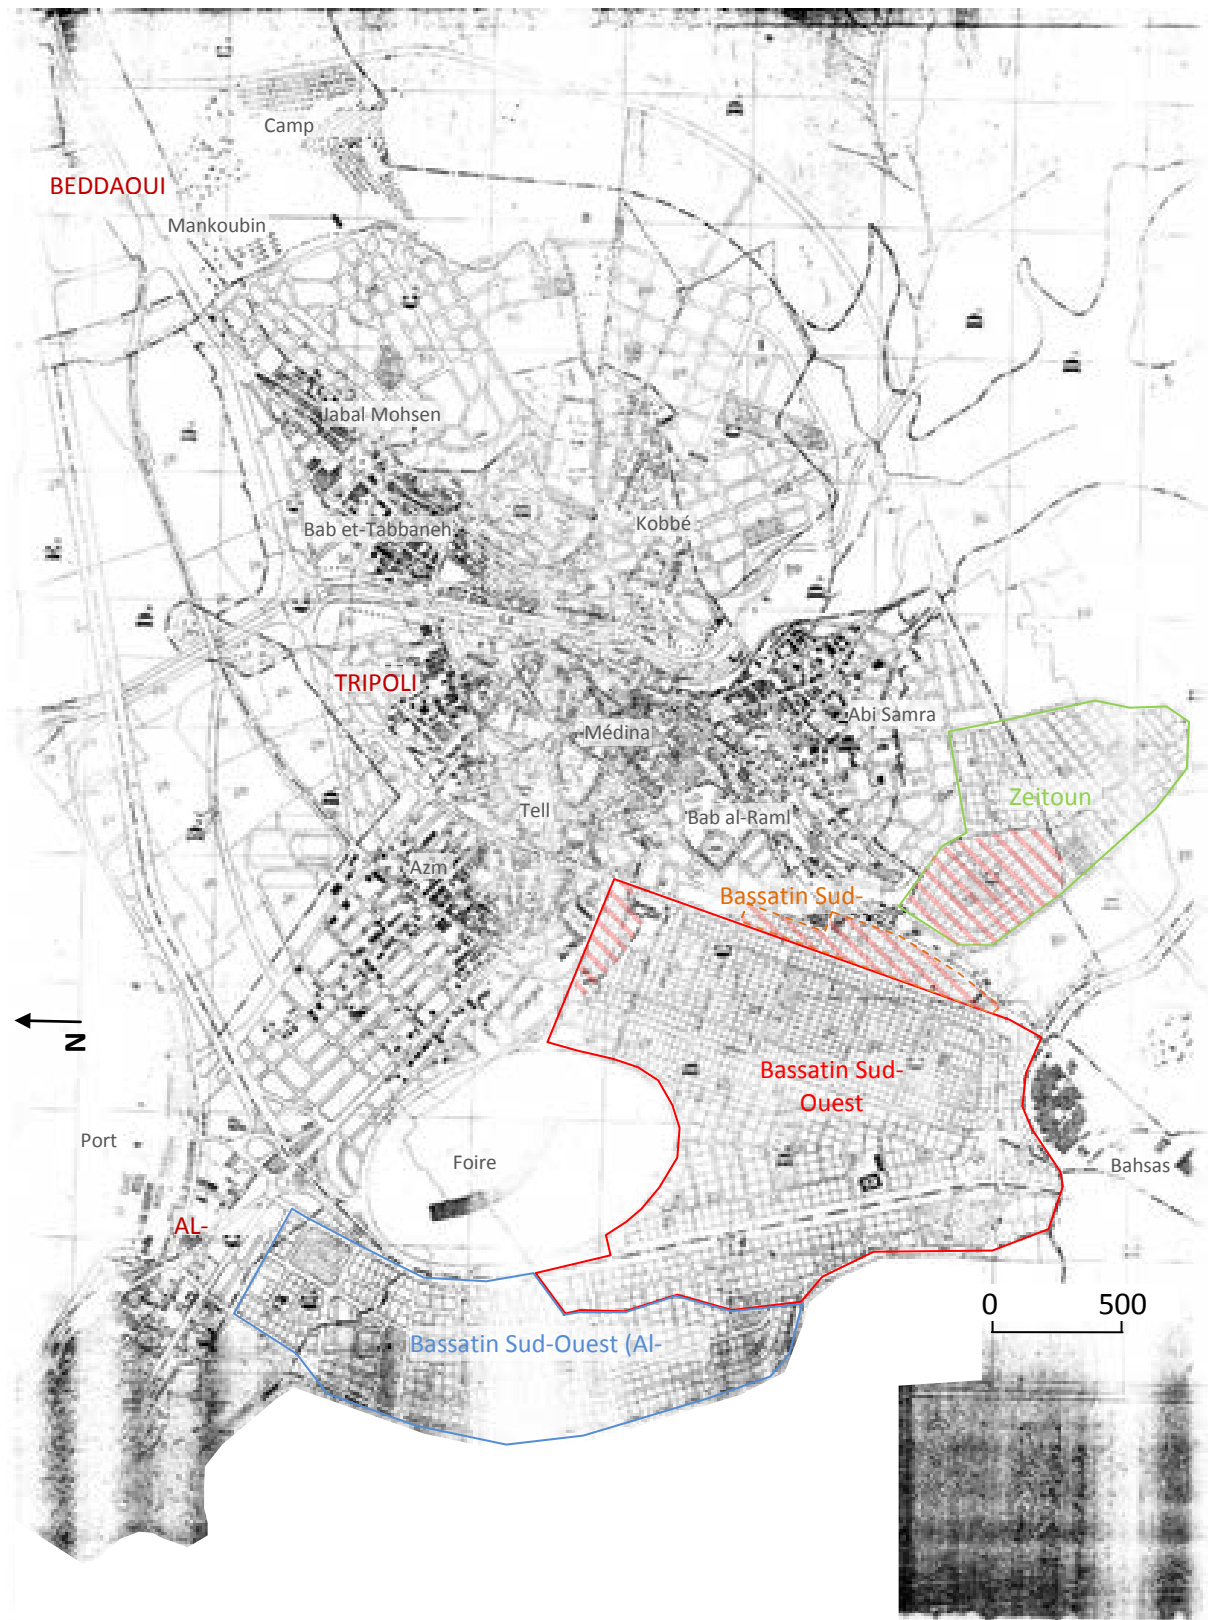 Camp
BEDDAOUI
Mankoubin
Jabal Mohsen
Bab et-Tabbaneh
Kobbé
TRIPOLI
Abi Samra
Médina
Zeitoun
Tell
Bab al-Raml
Azm
Bassatin Sud-
N
Bassatin Sud-
Ouest
Port
Foire
Bahsas
AL-
0 500
Bassatin Sud-Ouest (Al-